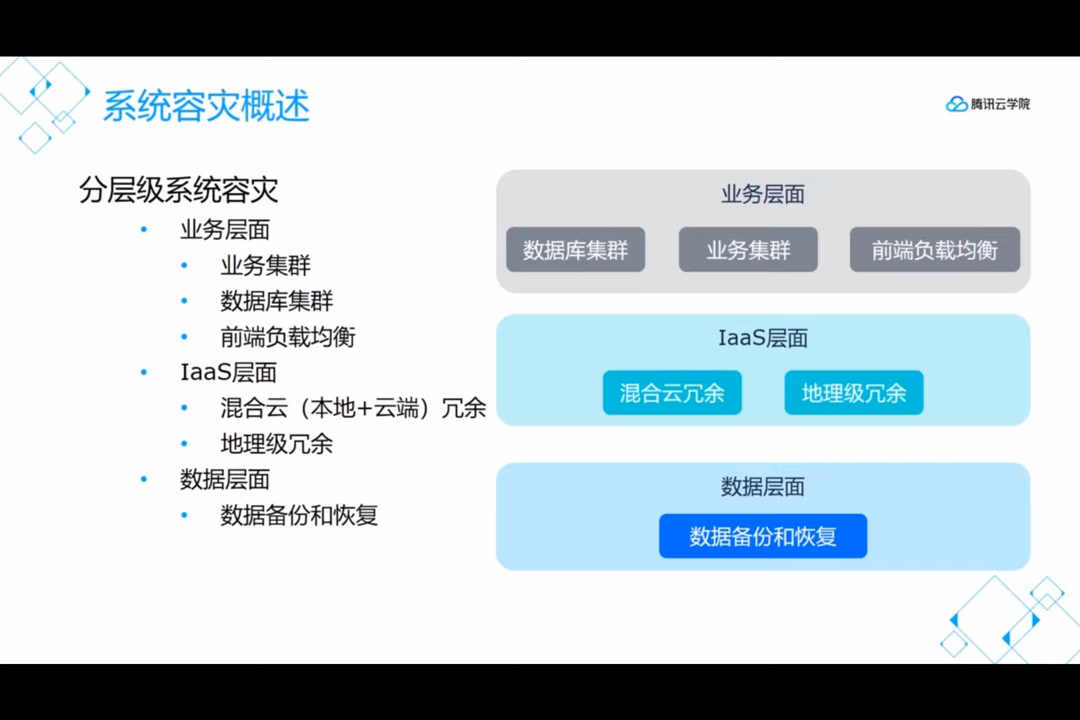 系统容灾概述
腾讯云学院
分层级系统容灾
业务层面
业务集群
数据库集群
前端负载均衡
IaaS层面
混合云（本地+云端）冗余
地理级冗余
数据层面
数据备份和恢复
业务层面
数据库集群
业务集群
前端负载均衡
IaaS层面
混合云冗余
地理级冗余
数据层面
数据备份和恢复